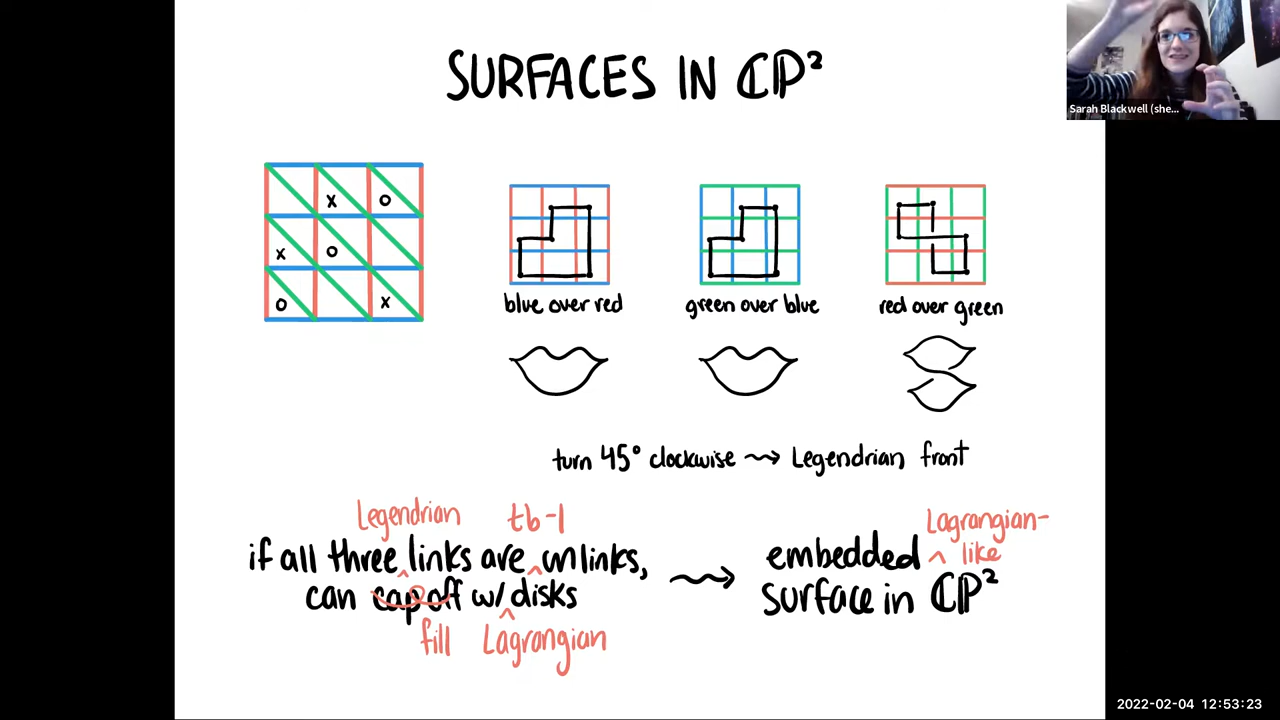 SURFACES IN ℂℙ²
Sarah Blackwell (she...
x o
x o
o x
blue over red
green over blue
red over green
turn 45° clockwise ⟿ Legendrian front
Legendrian tb-1
if all three ^ links are ^ unlinks,
can cap off w/ ^ disks
fill Lagrangian
⟿
Lagrangian-
embedded ^ like
surface in ℂℙ²
2022-02-04 12:53:23